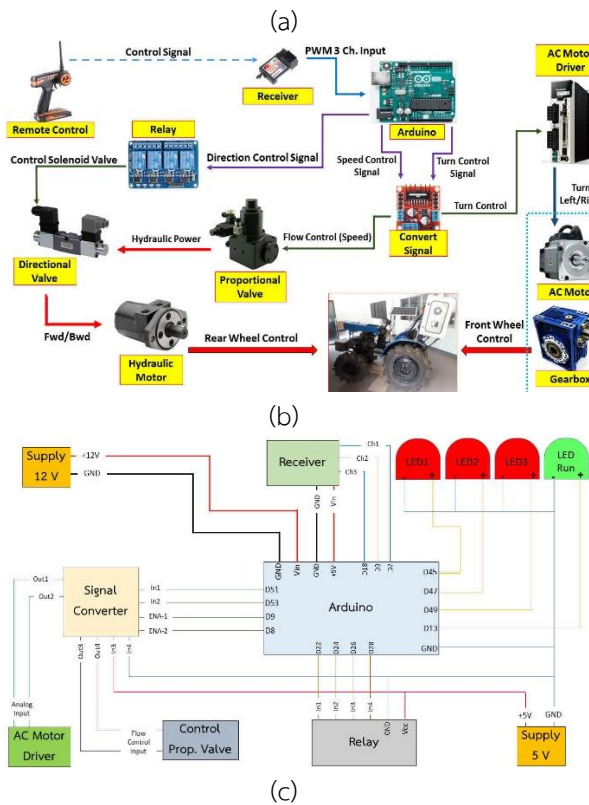 (a)
Control Signal
PWM 3 Ch. Input
AC Motor
Driver
Receiver
Remote Control
Relay
Arduino
Control Solenoid Valve
Direction Control Signal
Speed Control
Signal
Turn Control
Signal
Turn
Left/Ri
Turn Control
Hydraulic Power
Flow Control (Speed)
Convert
Signal
Directional
Valve
Proportional
Valve
AC Moto
Fwd/Bwd
Rear Wheel Control
Front Wheel
Control
Hydraulic
Motor
Gearbox
(b)
Supply
12 V
+12V
GND
Receiver
Ch1
Ch2
Ch3
GND
Vin
LED1
LED2
LED3
LED
Run
- + - + - + - +
GND
Vin
GND
+5V
D18
D3
D2
Signal
Converter
Out1
Out2
In1
In2
ENA-1
ENA-2
D51
D53
D9
D8
Arduino
D45
D47
D49
D13
GND
D22
D24
D26
D28
Out3
Out4
In3
In4
In1
In2
In3
In4
GND
Vcc
Analog
Input
Flow
Control
Input
AC Motor
Driver
Control
Prop. Valve
Relay
+5V
GND
Supply
5 V
(c)